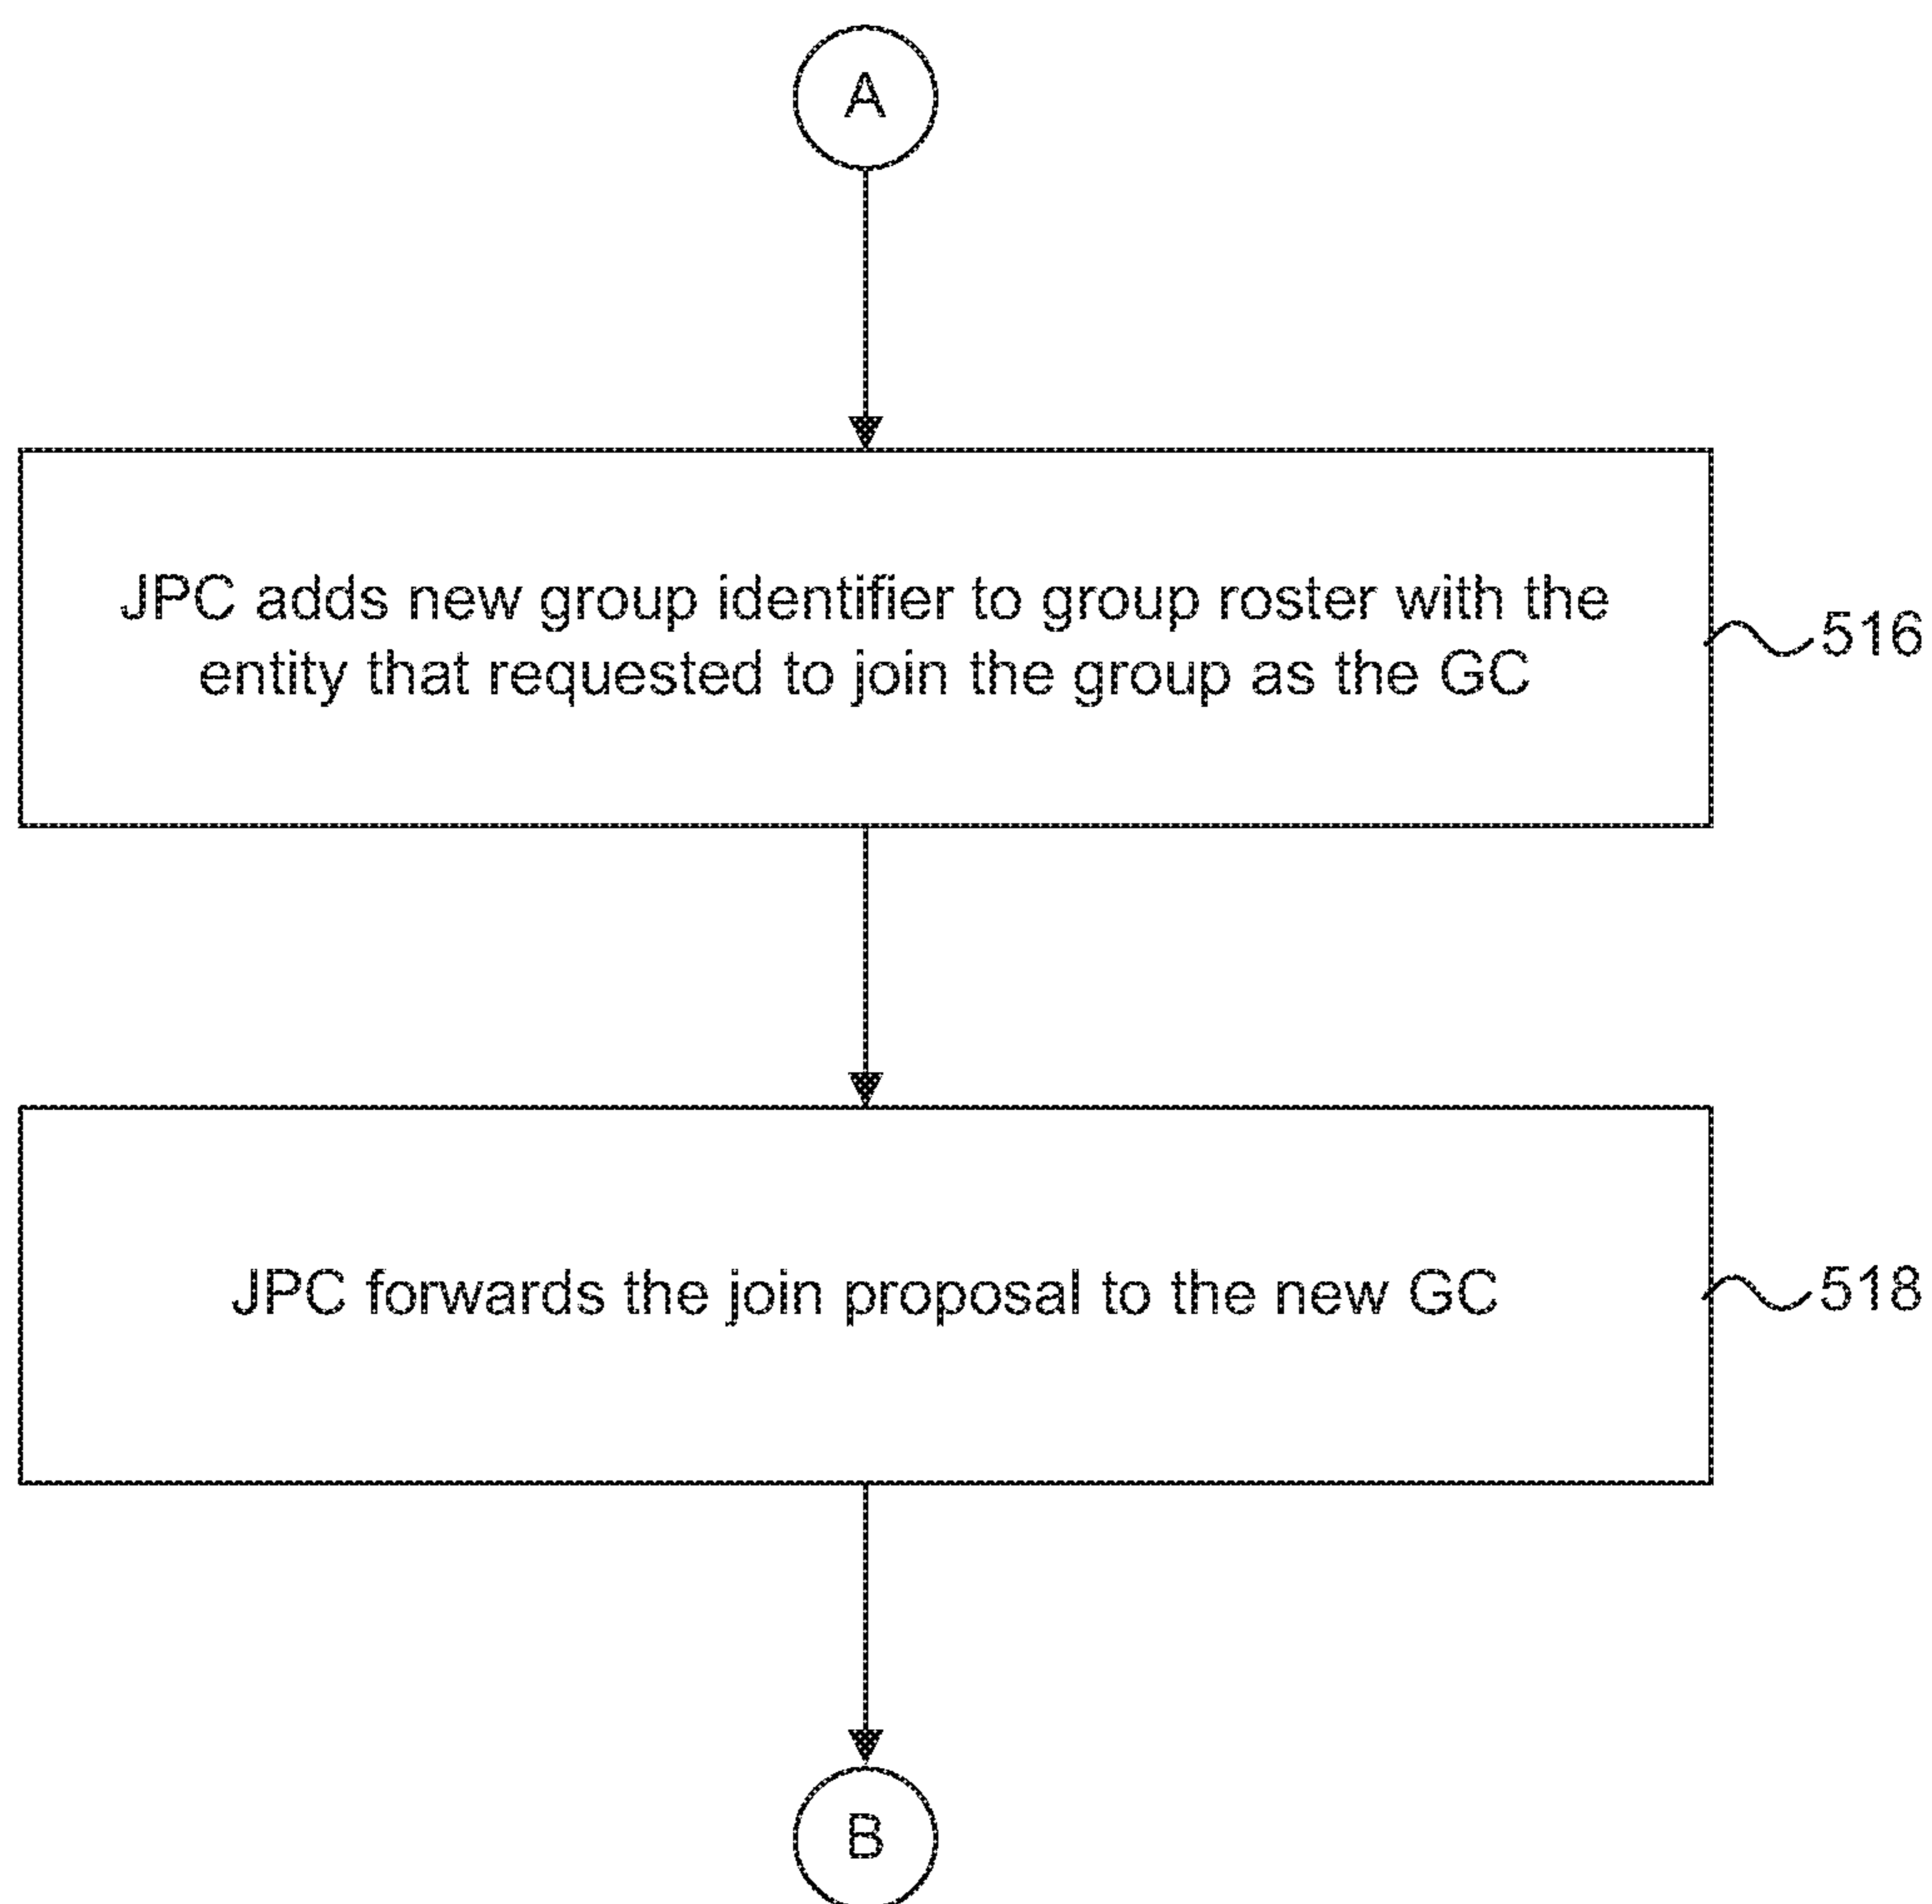 A
JPC adds new group identifier to group roster with the
entity that requested to join the group as the GC
516
JPC forwards the join proposal to the new GC
518
B